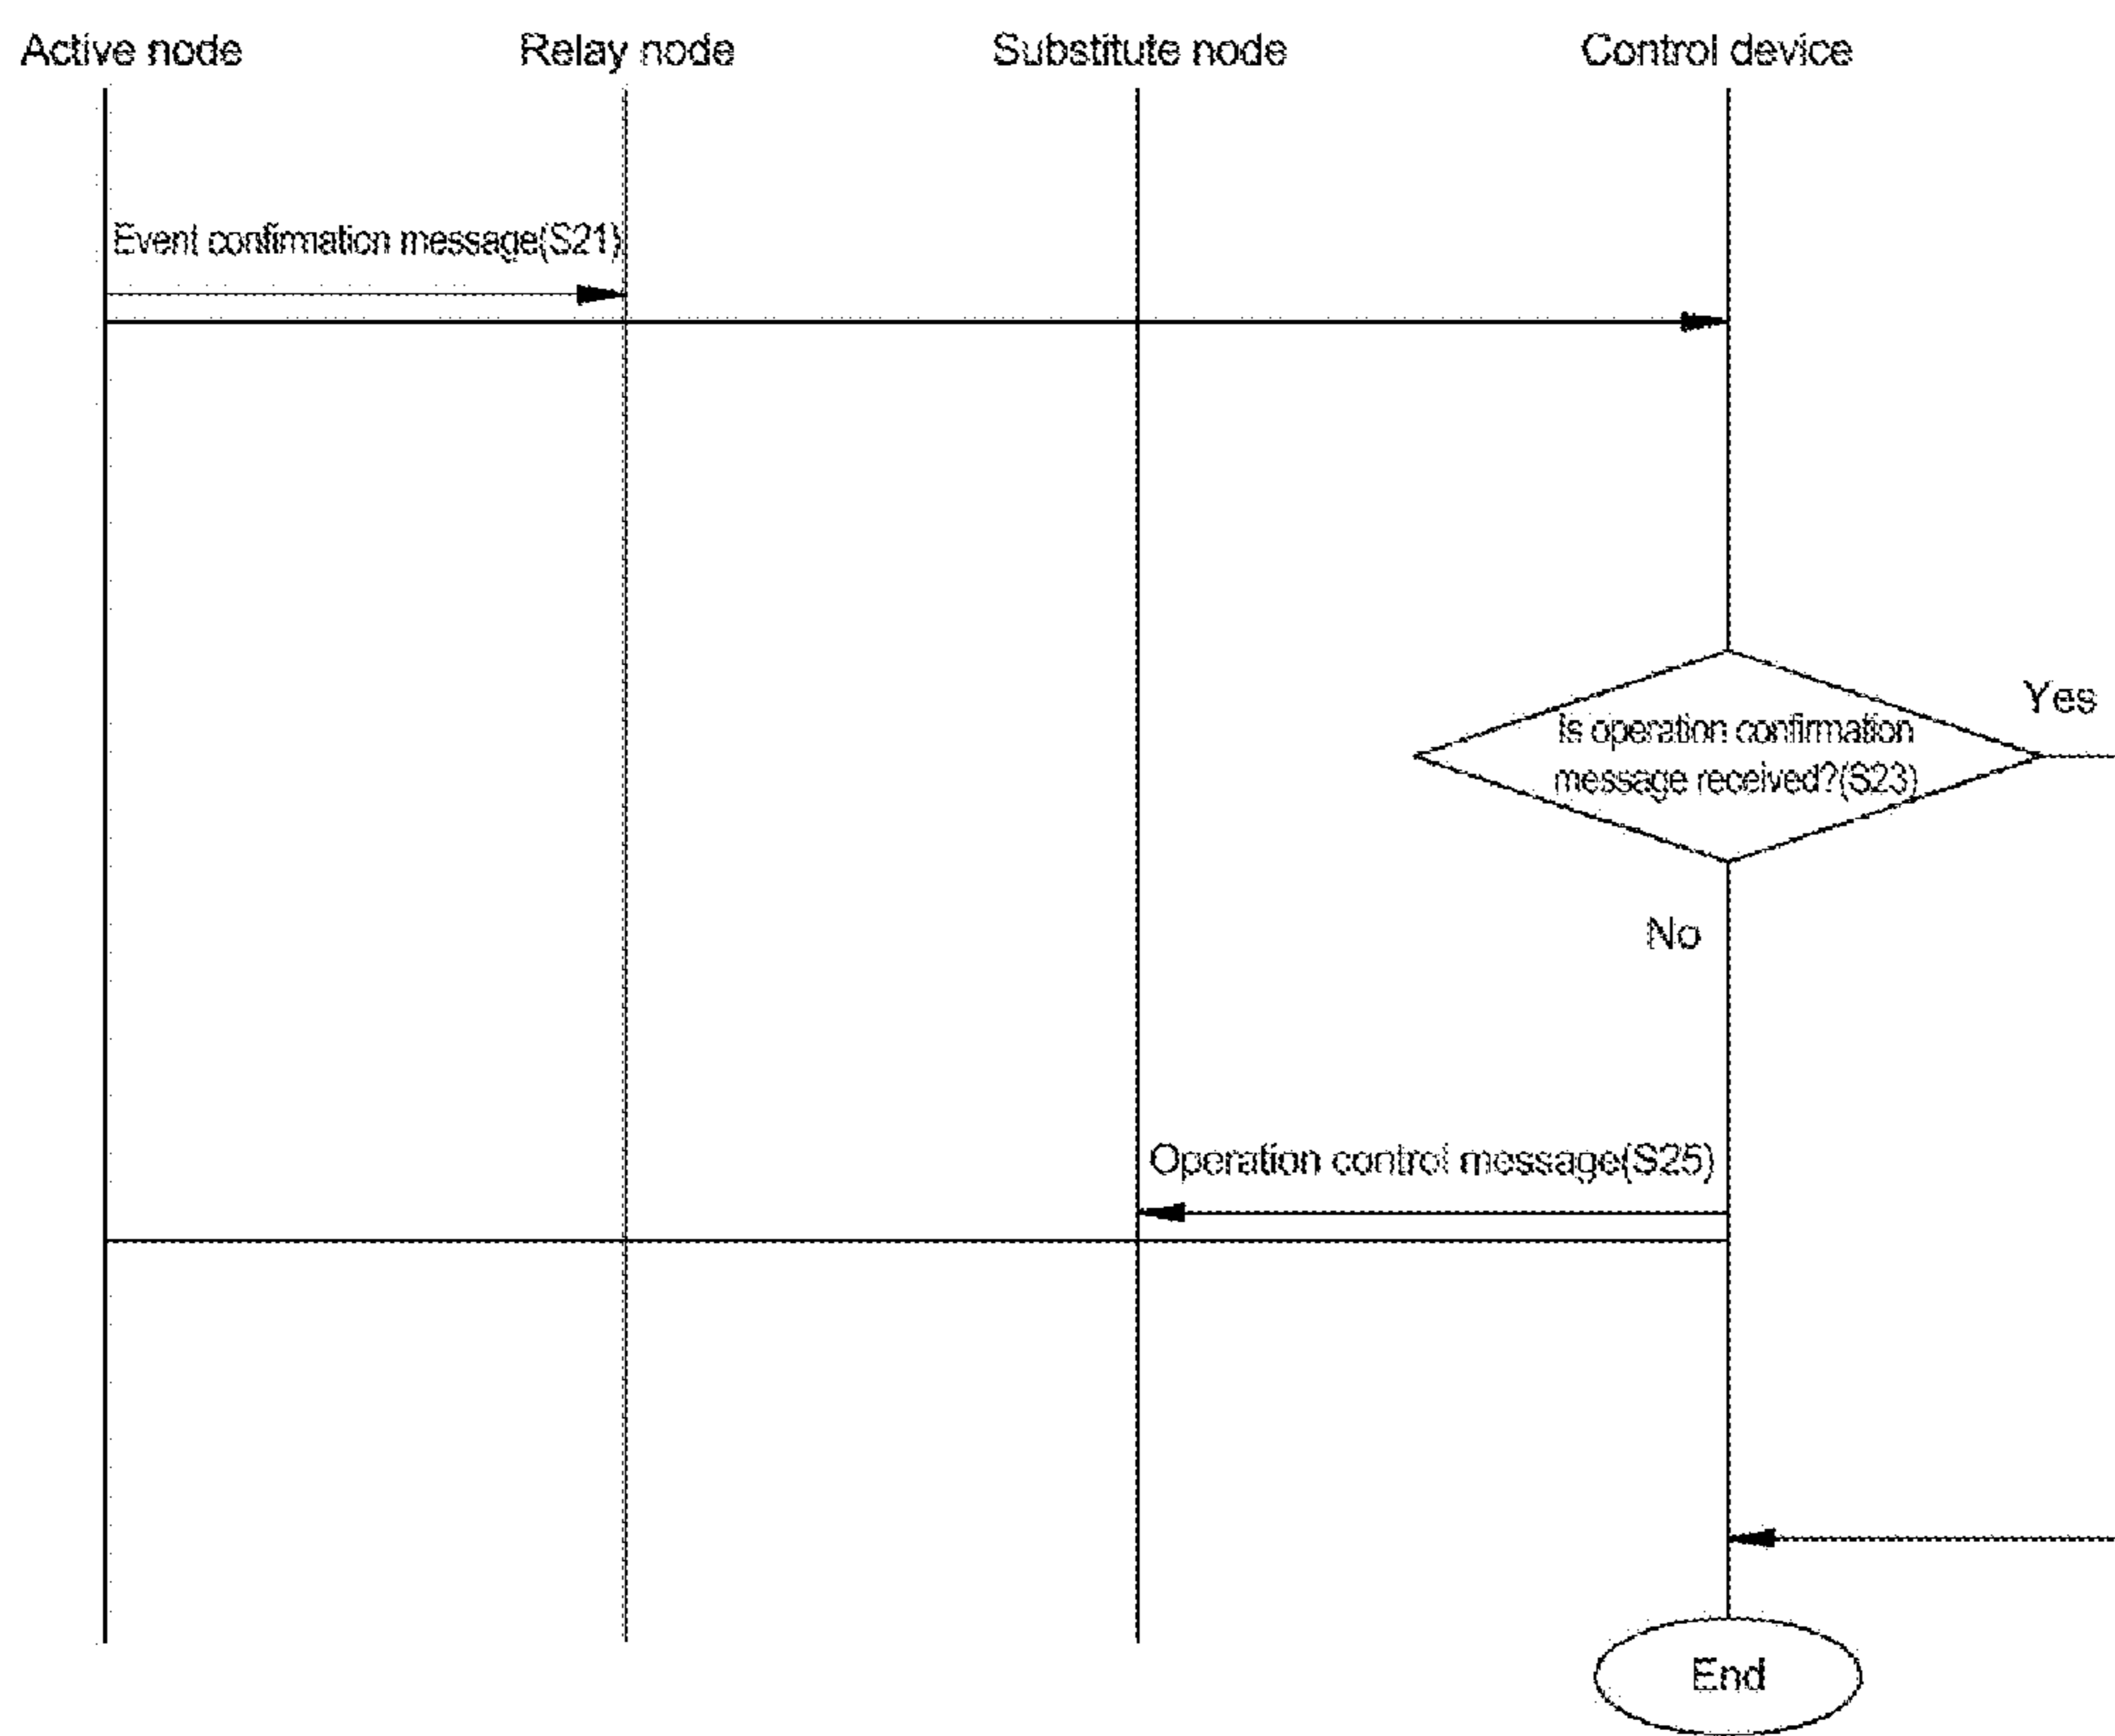 Active node
Relay node
Substitute node
Control device
Event confirmation message(S21)
Is operation confirmation
message received?(S23)
Yes
No
Operation control message(S25)
End